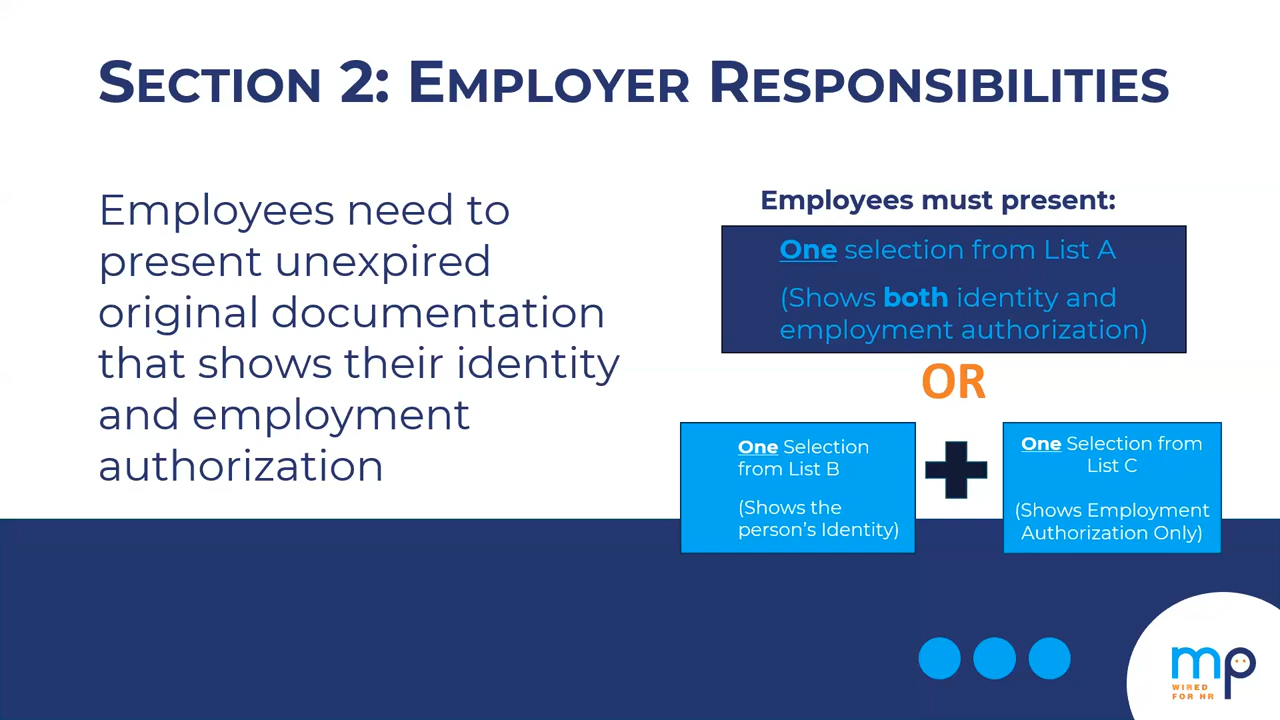 SECTION 2: EMPLOYER RESPONSIBILITIES
Employees need to
present unexpired
original documentation
that shows their identity
and employment
authorization
Employees must present:
One selection from List A
(Shows both identity and
employment authorization)
OR
One Selection
from List B
(Shows the
person's Identity)
One Selection from
List C
(Shows Employment
Authorization Only)
mp
WIRED
FOR HR